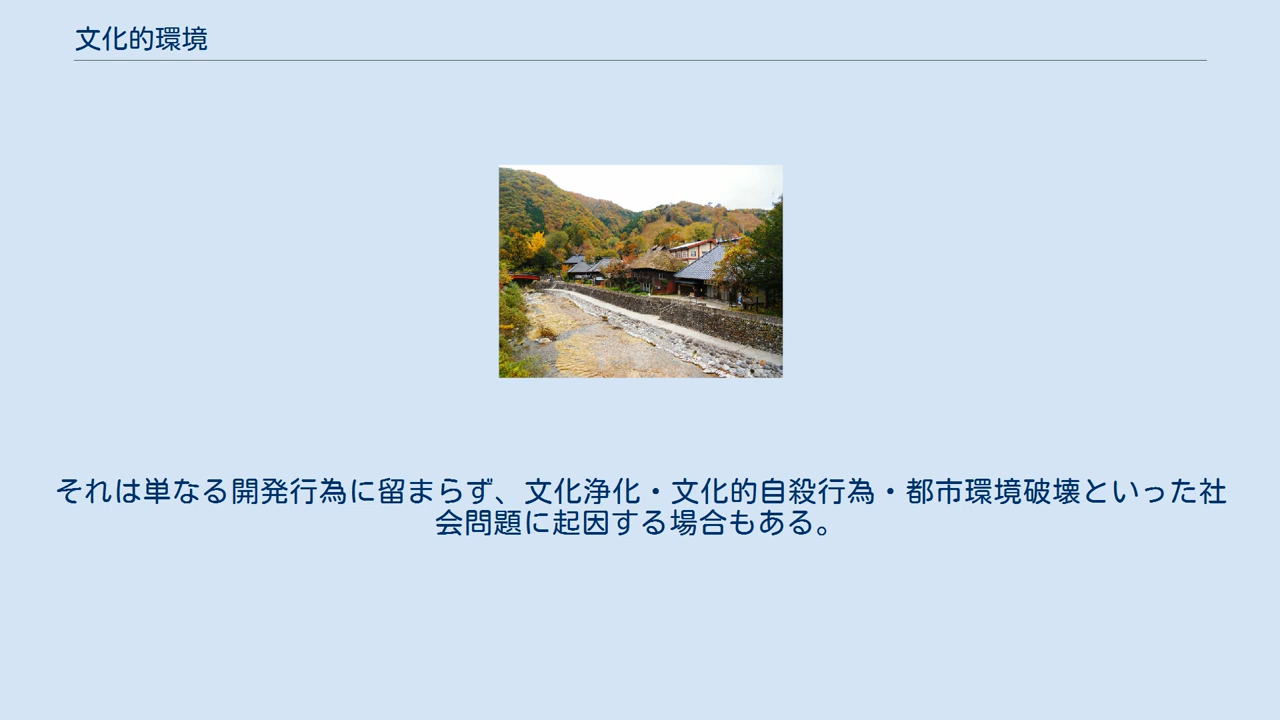 文化的環境
それは単なる開発行為に留まらず、文化浄化・文化的自殺行為・都市環境破壊といった社
会問題に起因する場合もある。